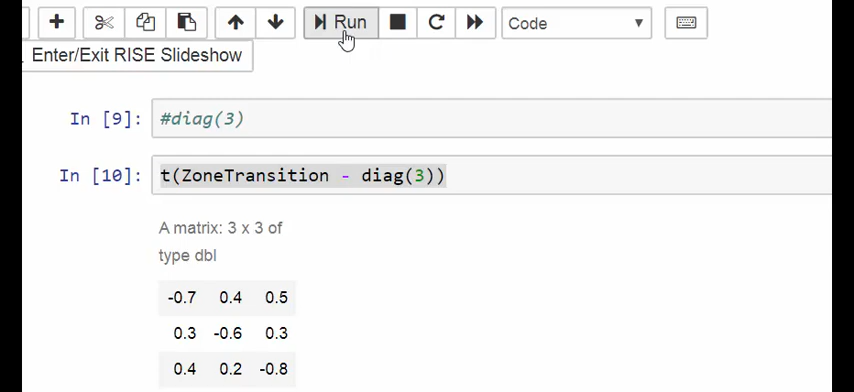 Run
Code
. Enter/Exit RISE Slideshow
In [9]: #diag(3)
In [10]: t(ZoneTransition - diag(3))
A matrix: 3 x 3 of
type dbl
-0.7 0.4 0.5
0.3 -0.6 0.3
0.4 0.2 -0.8